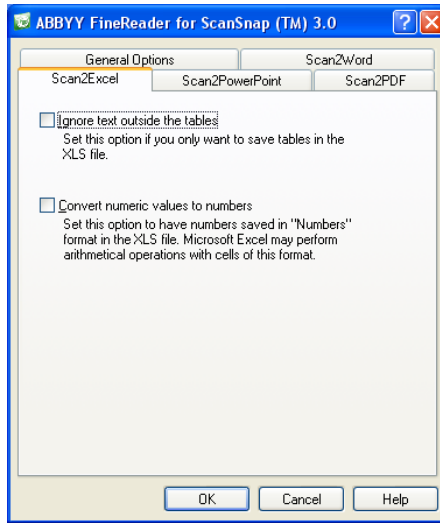 ABBYY FineReader for ScanSnap (TM) 3.0
General Options
Scan2Word
Scan2Excel
Scan2PowerPoint
Scan2PDF
Ignore text outside the tables
Set this option if you only want to save tables in the
XLS file.
Convert numeric values to numbers
Set this option to have numbers saved in "Numbers"
format in the XLS file. Microsoft Excel may perform
arithmetical operations with cells of this format.
OK
Cancel
Help